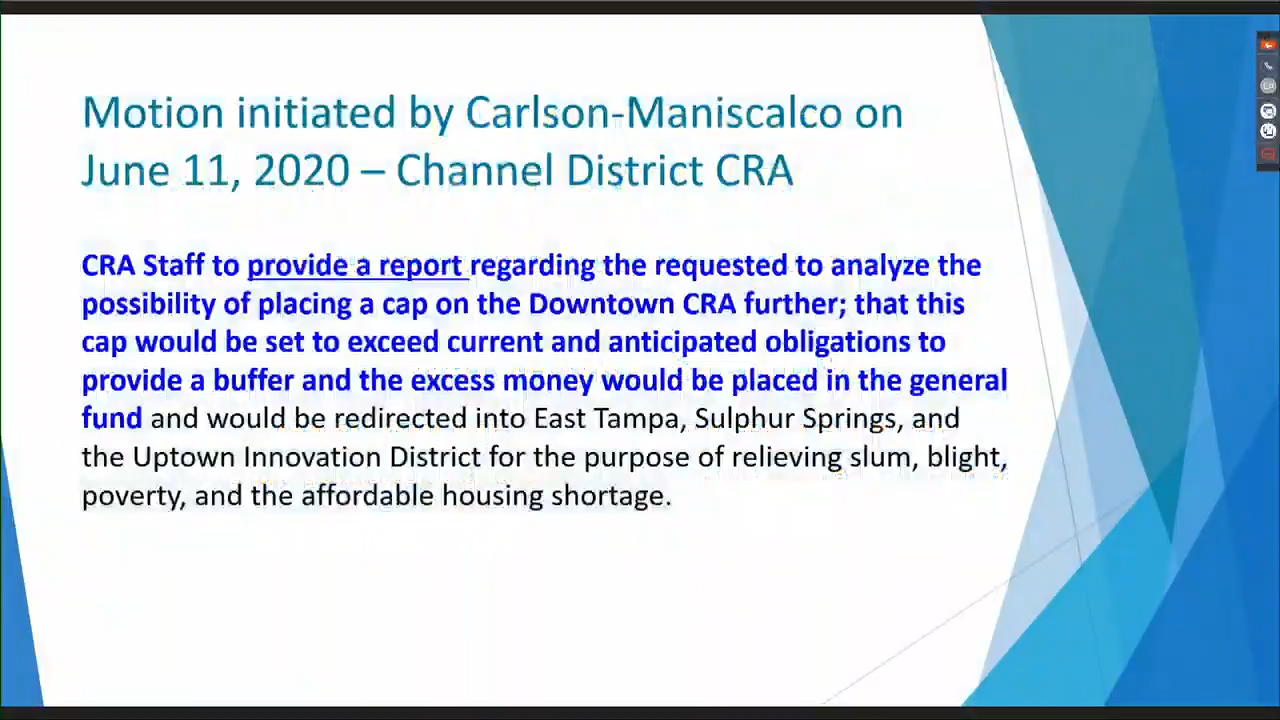 Motion initiated by Carlson-Maniscalco on
June 11, 2020 – Channel District CRA
CRA Staff to provide a report regarding the requested to analyze the
possibility of placing a cap on the Downtown CRA further; that this
cap would be set to exceed current and anticipated obligations to
provide a buffer and the excess money would be placed in the general
fund and would be redirected into East Tampa, Sulphur Springs, and
the Uptown Innovation District for the purpose of relieving slum, blight,
poverty, and the affordable housing shortage.